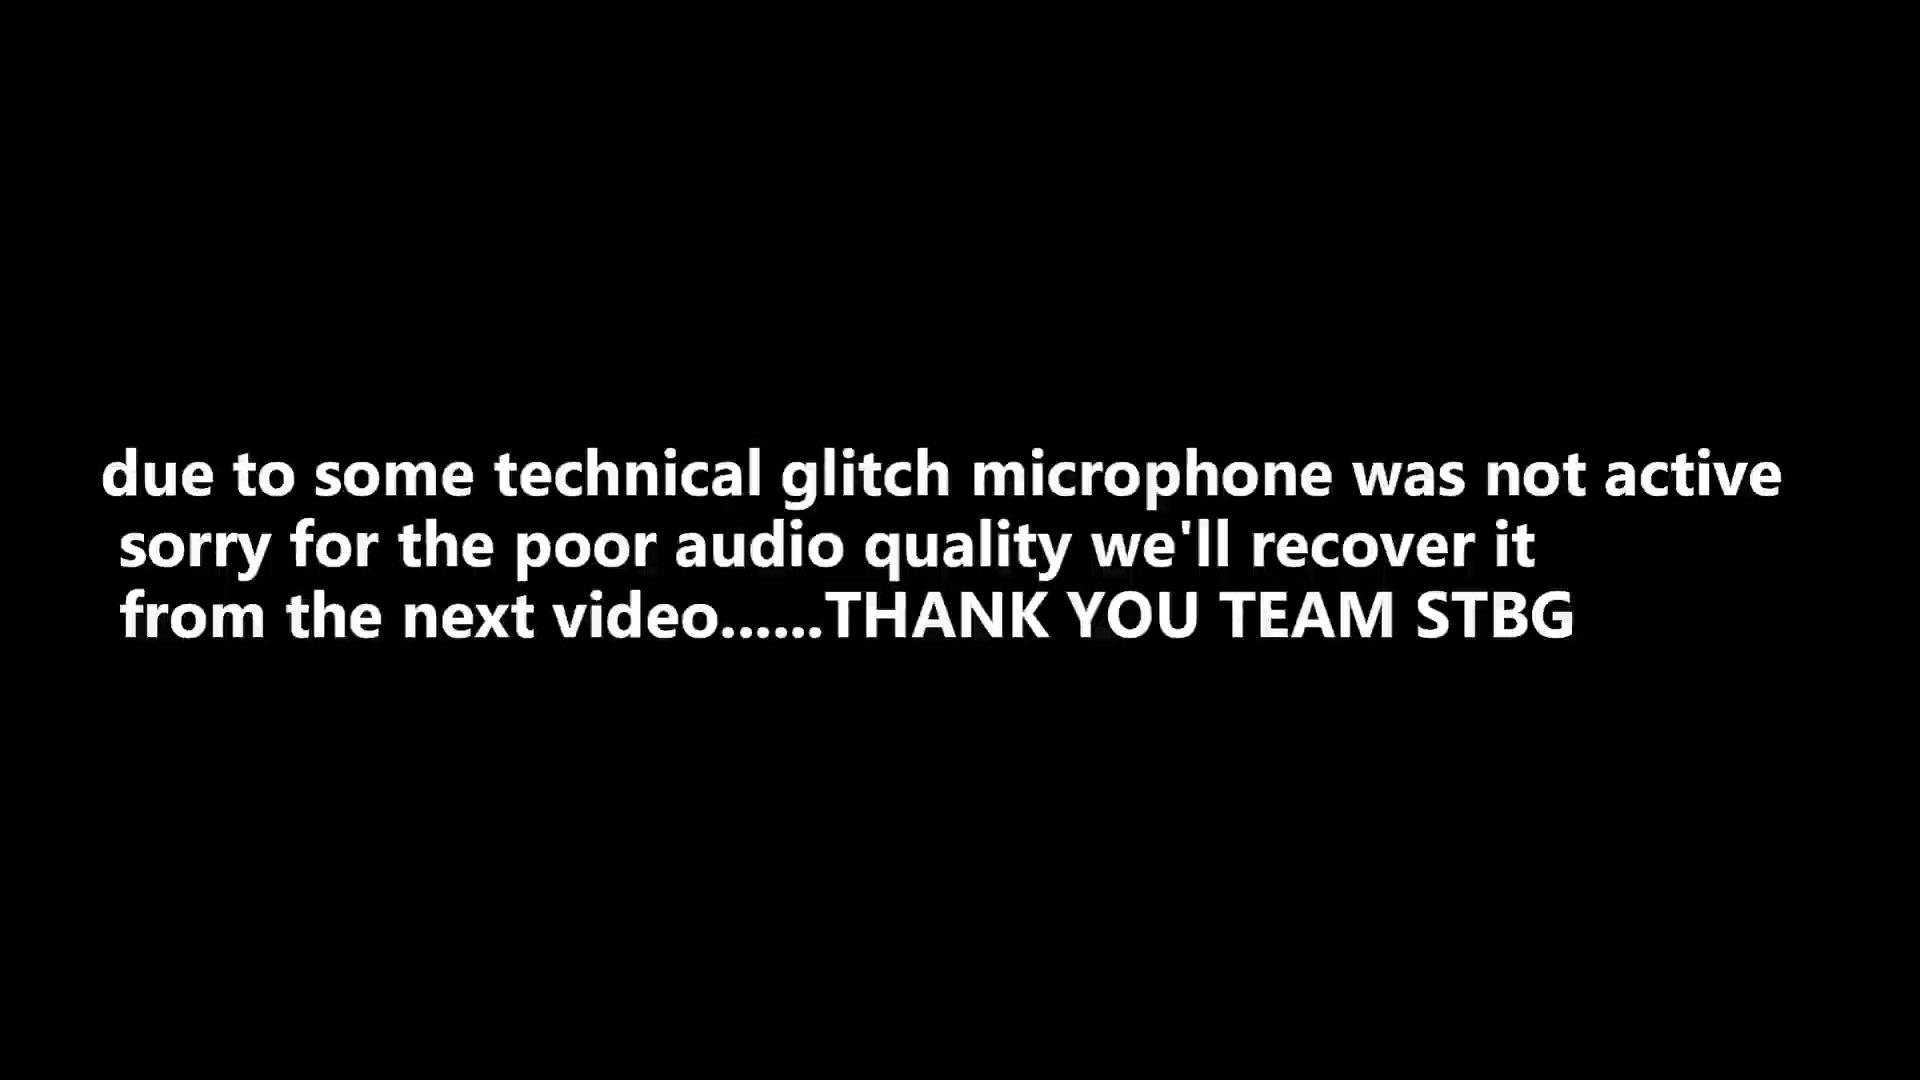 due to some technical glitch microphone was not active
sorry for the poor audio quality we'll recover it
from the next video......THANK YOU TEAM STBG